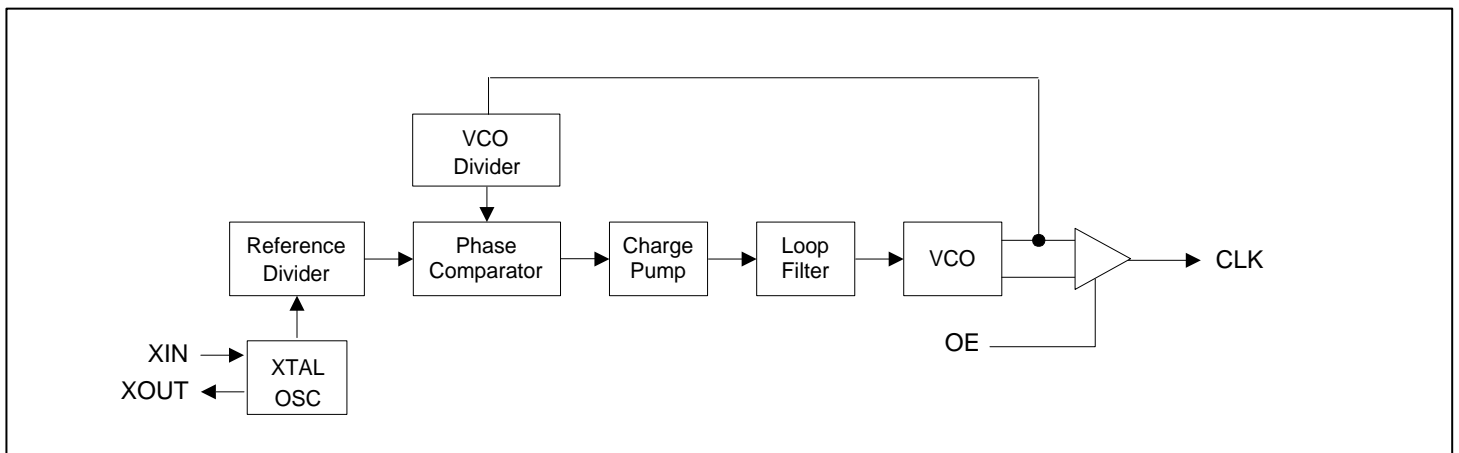 VCO
Divider
Reference
Divider
Phase
Comparator
Charge
Pump
Loop
Filter
VCO
CLK
XIN
XOUT
XTAL
OSC
OE